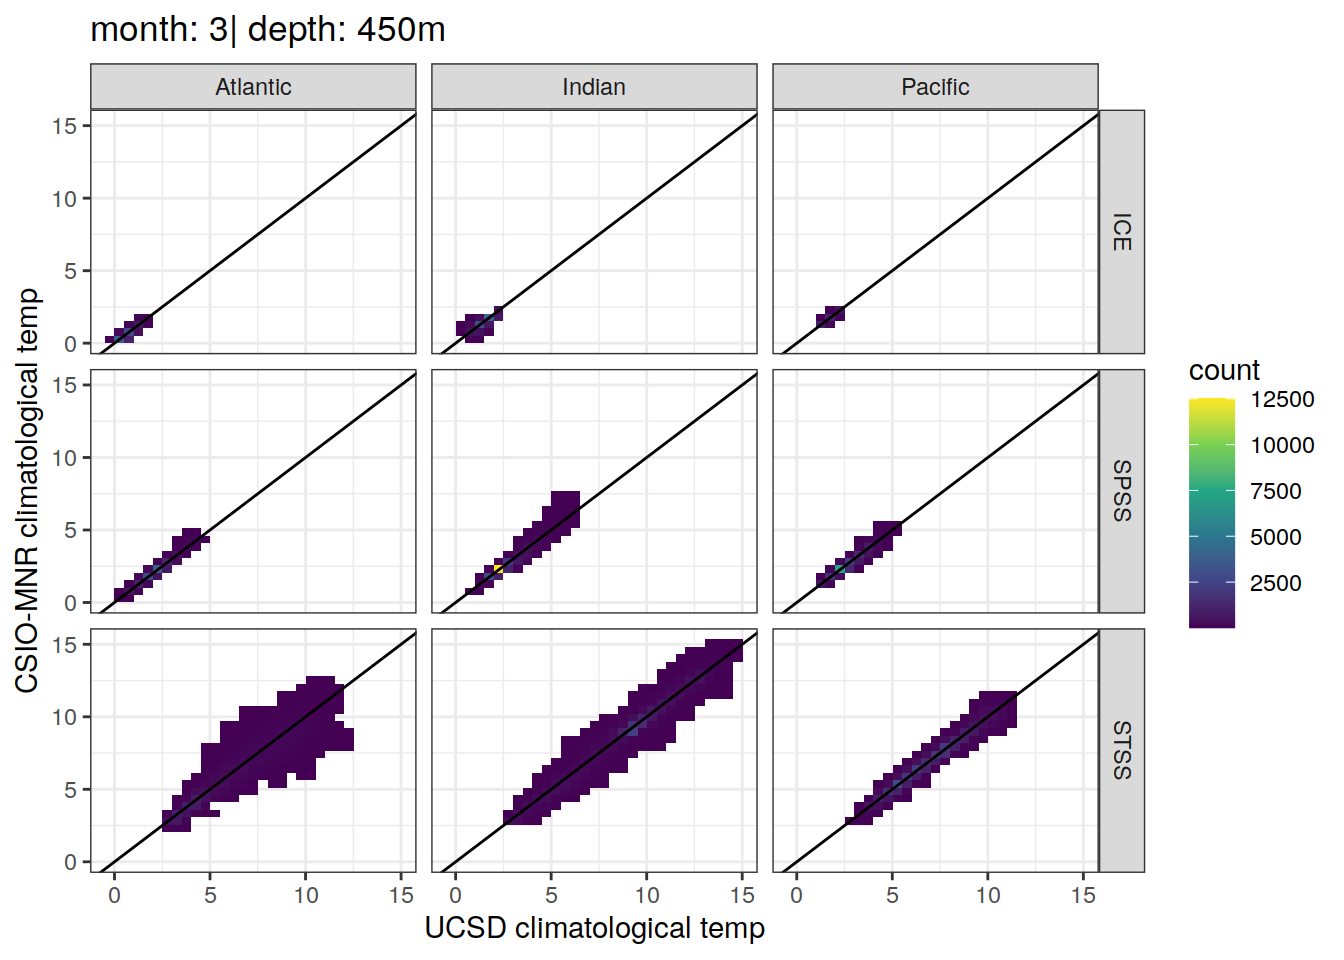 month: 3| depth: 450m
Atlantic
Indian
Pacific
15
10
5
0
ICE
15
10
5
0
SPSS
15
10
5
0
STSS
0
5
10
15
0
5
10
15
0
5
10
15
UCSD climatological temp
CSIO-MNR climatological temp
count
12500
10000
7500
5000
2500